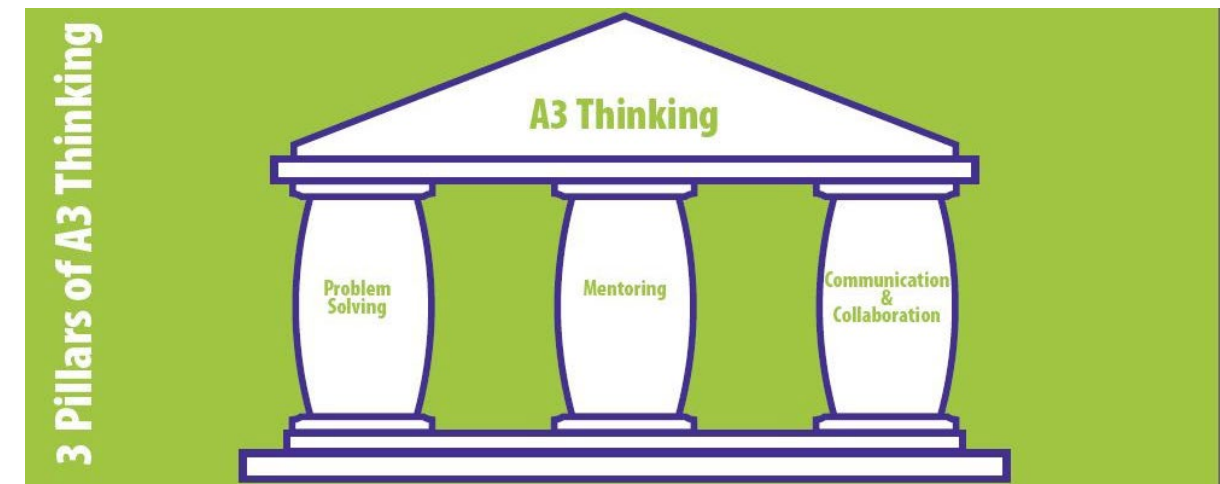 3 Pillars of A3 Thinking
A3 Thinking
Problem
Solving
Mentoring
Communication
&
Collaboration